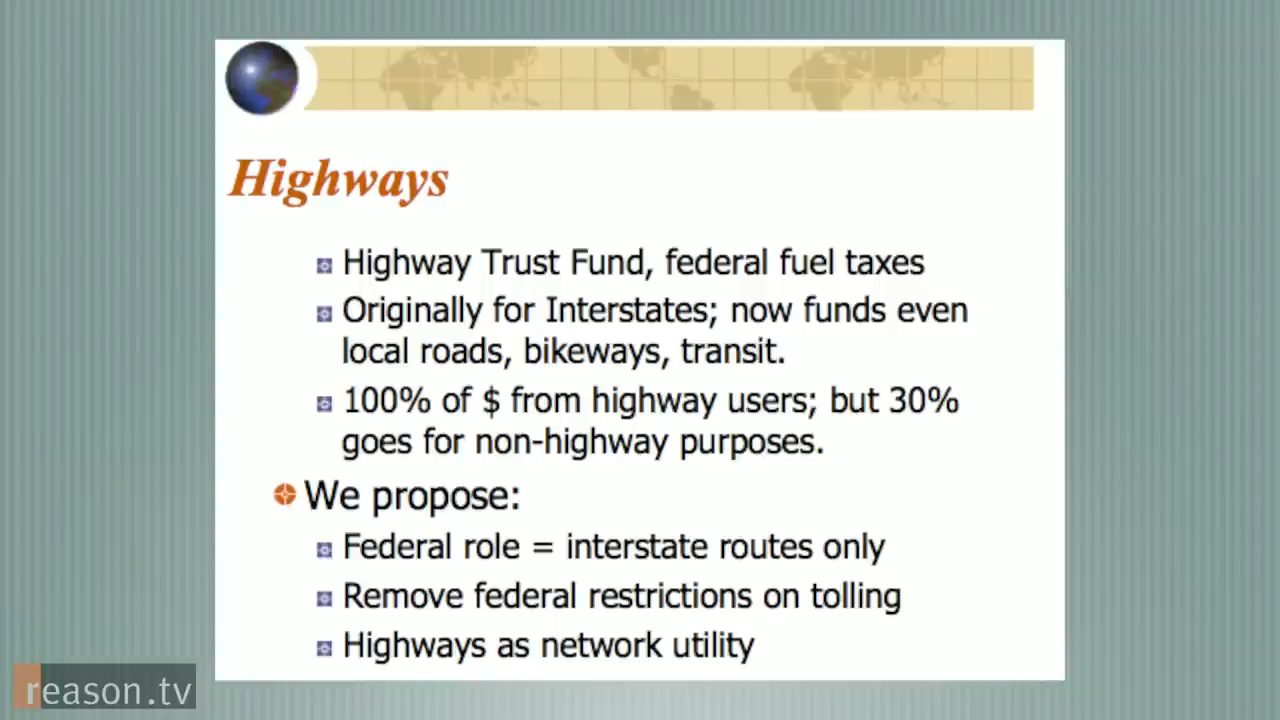 Highways
Highway Trust Fund, federal fuel taxes
Originally for Interstates; now funds even
local roads, bikeways, transit.
100% of $ from highway users; but 30%
goes for non-highway purposes.
We propose:
Federal role = interstate routes only
Remove federal restrictions on tolling
Highways as network utility
reason.tv